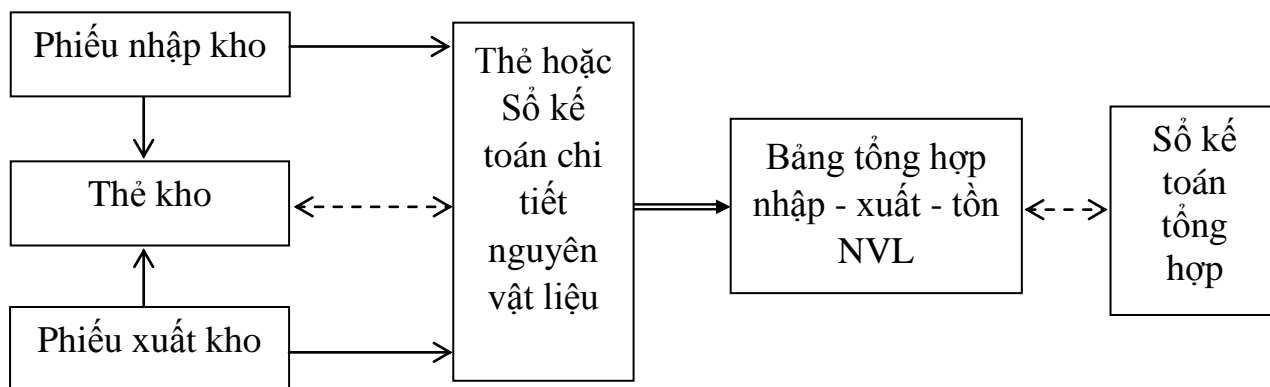 Phiếu nhập kho
Thẻ kho
Phiếu xuất kho
Thẻ hoặc
Sổ kế
toán chi
tiết
nguyên
vật liệu
Bảng tổng hợp
nhập - xuất - tồn
NVL
Sổ kế
toán
tổng
hợp